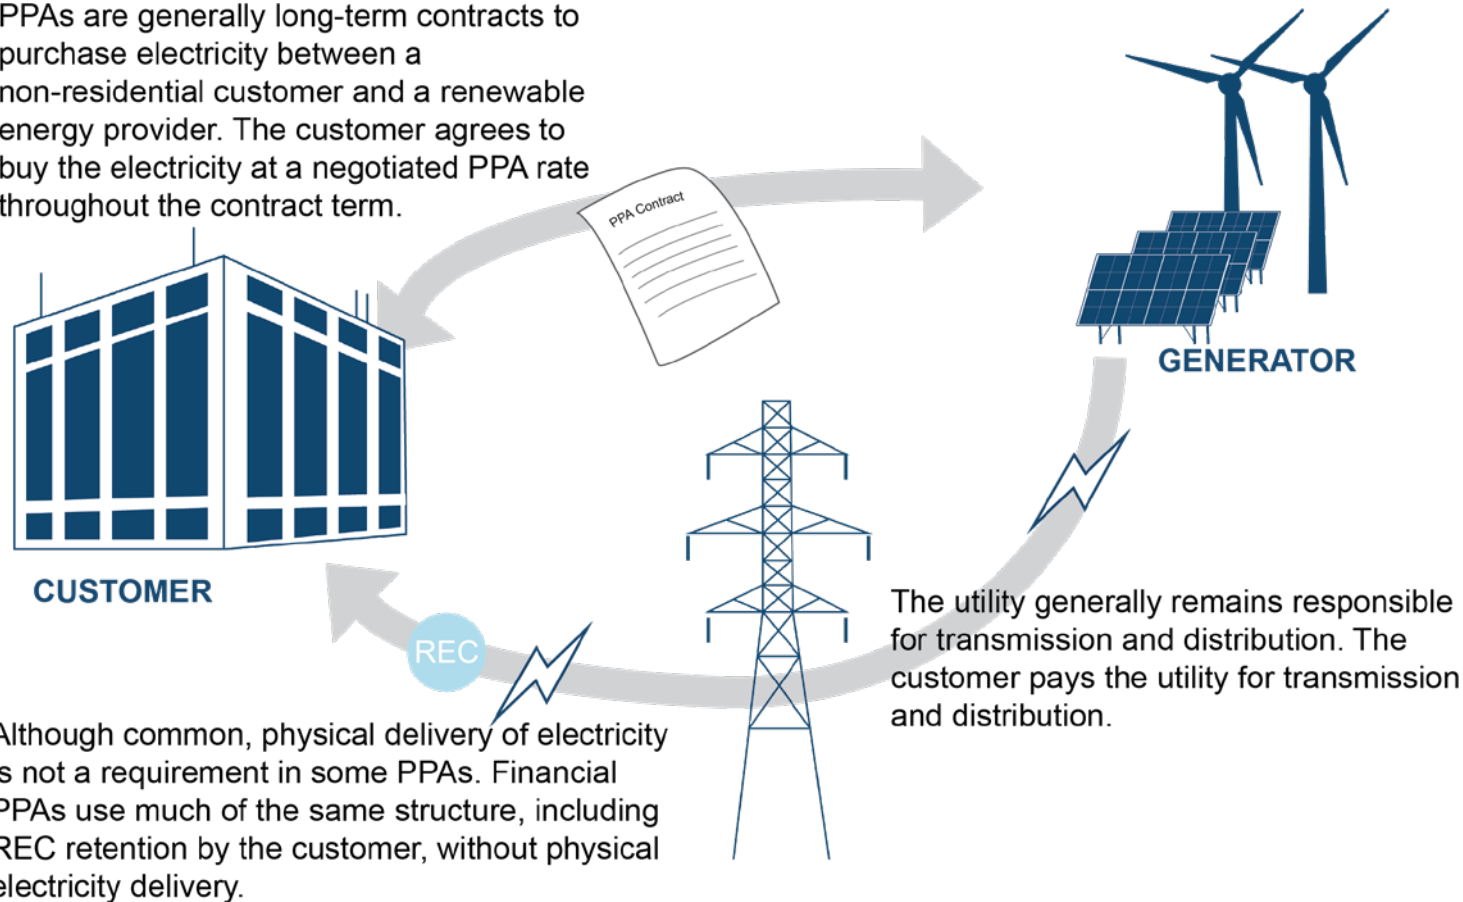 PPAs are generally long-term contracts to
purchase electricity between a
non-residential customer and a renewable
energy provider. The customer agrees to
buy the electricity at a negotiated PPA rate
throughout the contract term.
PPA Contract
GENERATOR
CUSTOMER
REC
The utility generally remains responsible
for transmission and distribution. The
customer pays the utility for transmission
and distribution.
Although common, physical delivery of electricity
is not a requirement in some PPAs. Financial
PPAs use much of the same structure, including
REC retention by the customer, without physical
electricity delivery.